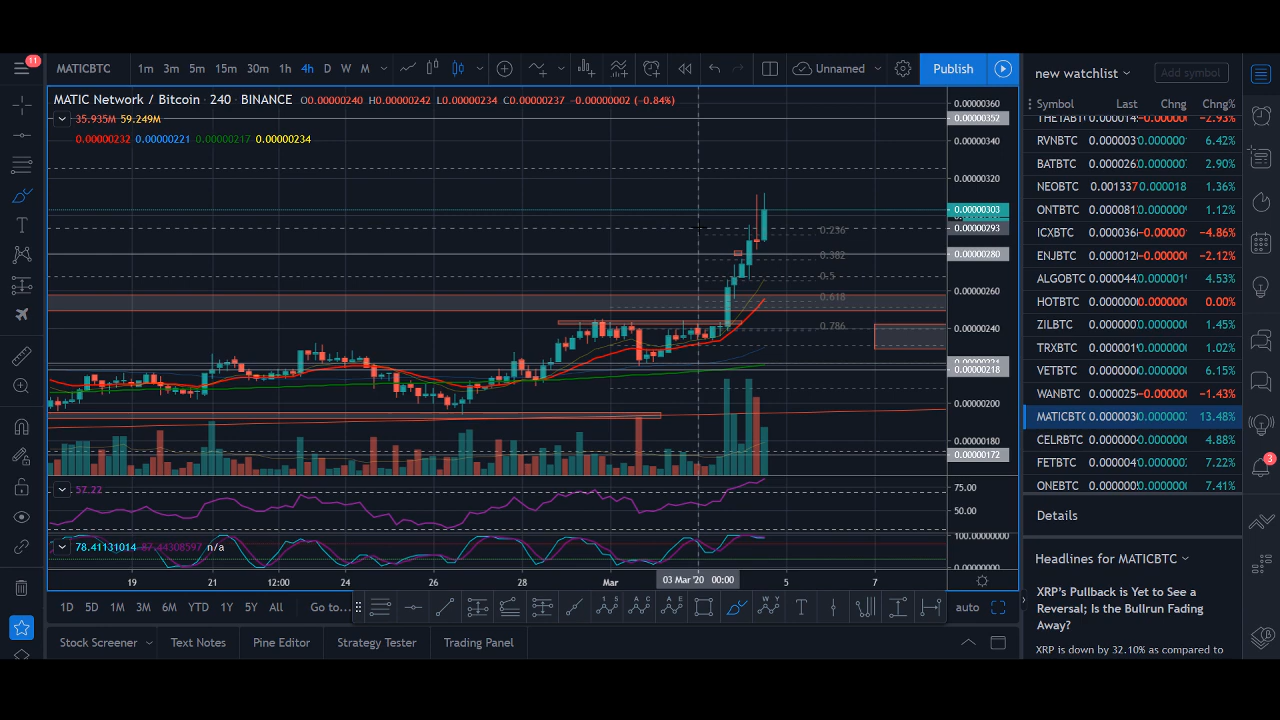 11
MATICBTC 1m 3m 5m 15m 30m 1h 4h D W M Unnamed Publish
MATIC Network / Bitcoin · 240 · BINANCE O0.00000240 H0.00000242 L0.00000234 C0.00000237 −0.00000002 (−0.84%)
35.935M 59.249M
0.00000232 0.00000221 0.00000217 0.00000234
0.00000360
0.00000352
0.00000340
0.00000320
0.00000303
0.00000293
0.00000280
0.00000260
0.00000240
0.00000218
0.00000200
0.00000180
0.00000172
0.236
0.382
0.5
0.618
0.786
57.22
75.00
50.00
78.41131014 n/a
100.00000000
19 21 12:00 24 26 28 Mar 03 Mar '20 00:00 5 7
1D 5D 1M 3M 6M YTD 1Y 5Y All Go to... auto
Stock Screener Text Notes Pine Editor Strategy Tester Trading Panel
new watchlist Add symbol
Symbol Last Chng Chng%
−2.93%
RVNBTC 6.42%
BATBTC 2.90%
NEOBTC 0.001337 1.36%
ONTBTC 1.12%
ICXBTC −4.86%
ENJBTC −2.12%
ALGOBTC 4.53%
HOTBTC 0.00%
ZILBTC 1.45%
TRXBTC 1.02%
VETBTC 6.15%
WANBTC −1.43%
MATICBTC 13.48%
CELRBTC 4.88%
FETBTC 7.22%
ONEBTC 7.41%
Details
Headlines for MATICBTC
XRP's Pullback is Yet to See a
Reversal; Is the Bullrun Fading
Away?
XRP is down by 32.10% as compared to
3